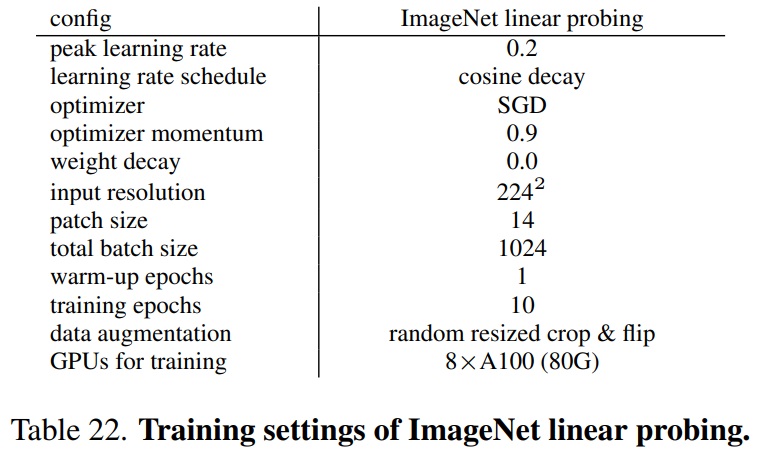 config ImageNet linear probing
peak learning rate 0.2
learning rate schedule cosine decay
optimizer SGD
optimizer momentum 0.9
weight decay 0.0
input resolution 224²
patch size 14
total batch size 1024
warm-up epochs 1
training epochs 10
data augmentation random resized crop & flip
GPUs for training 8×A100 (80G)
Table 22. Training settings of ImageNet linear probing.